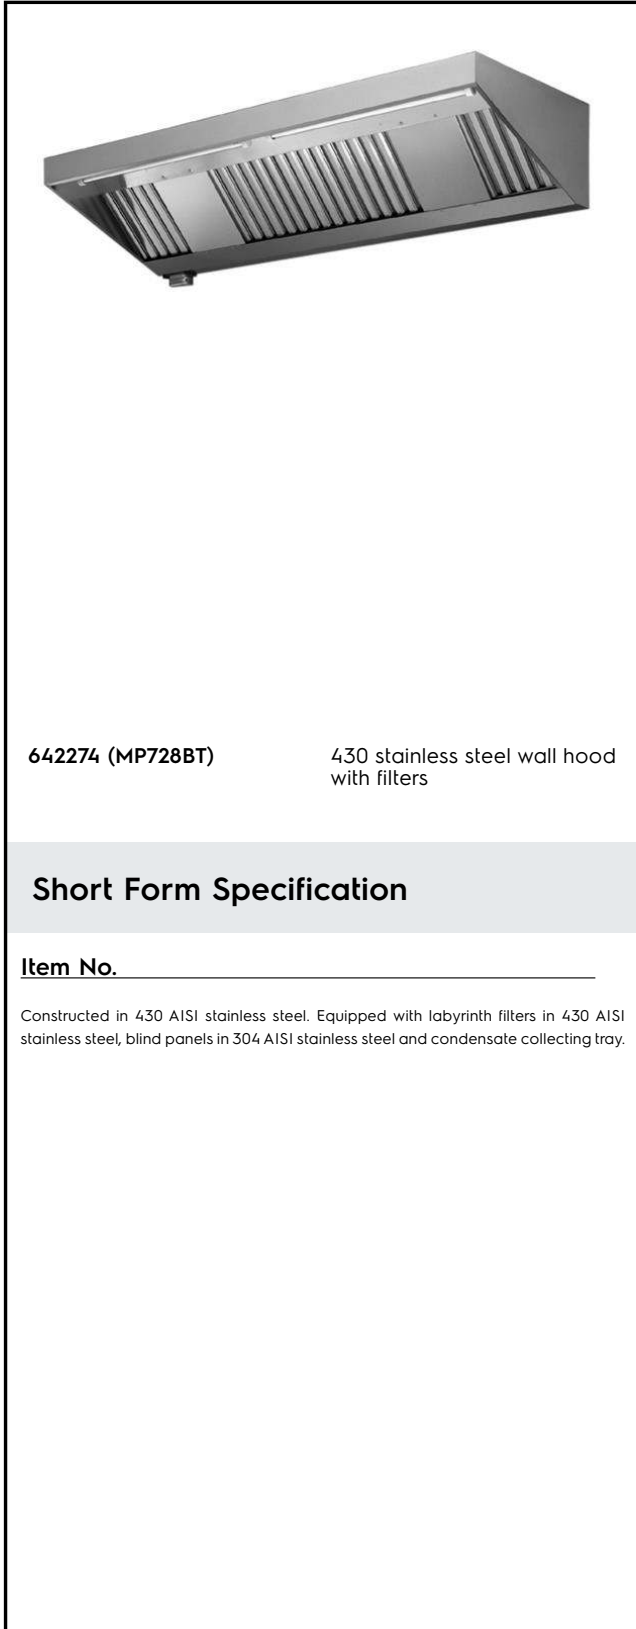 642274 (MP728BT)
430 stainless steel wall hood
with filters
Short Form Specification
Item No.
Constructed in 430 AISI stainless steel. Equipped with labyrinth filters in 430 AISI
stainless steel, blind panels in 304 AISI stainless steel and condensate collecting tray.